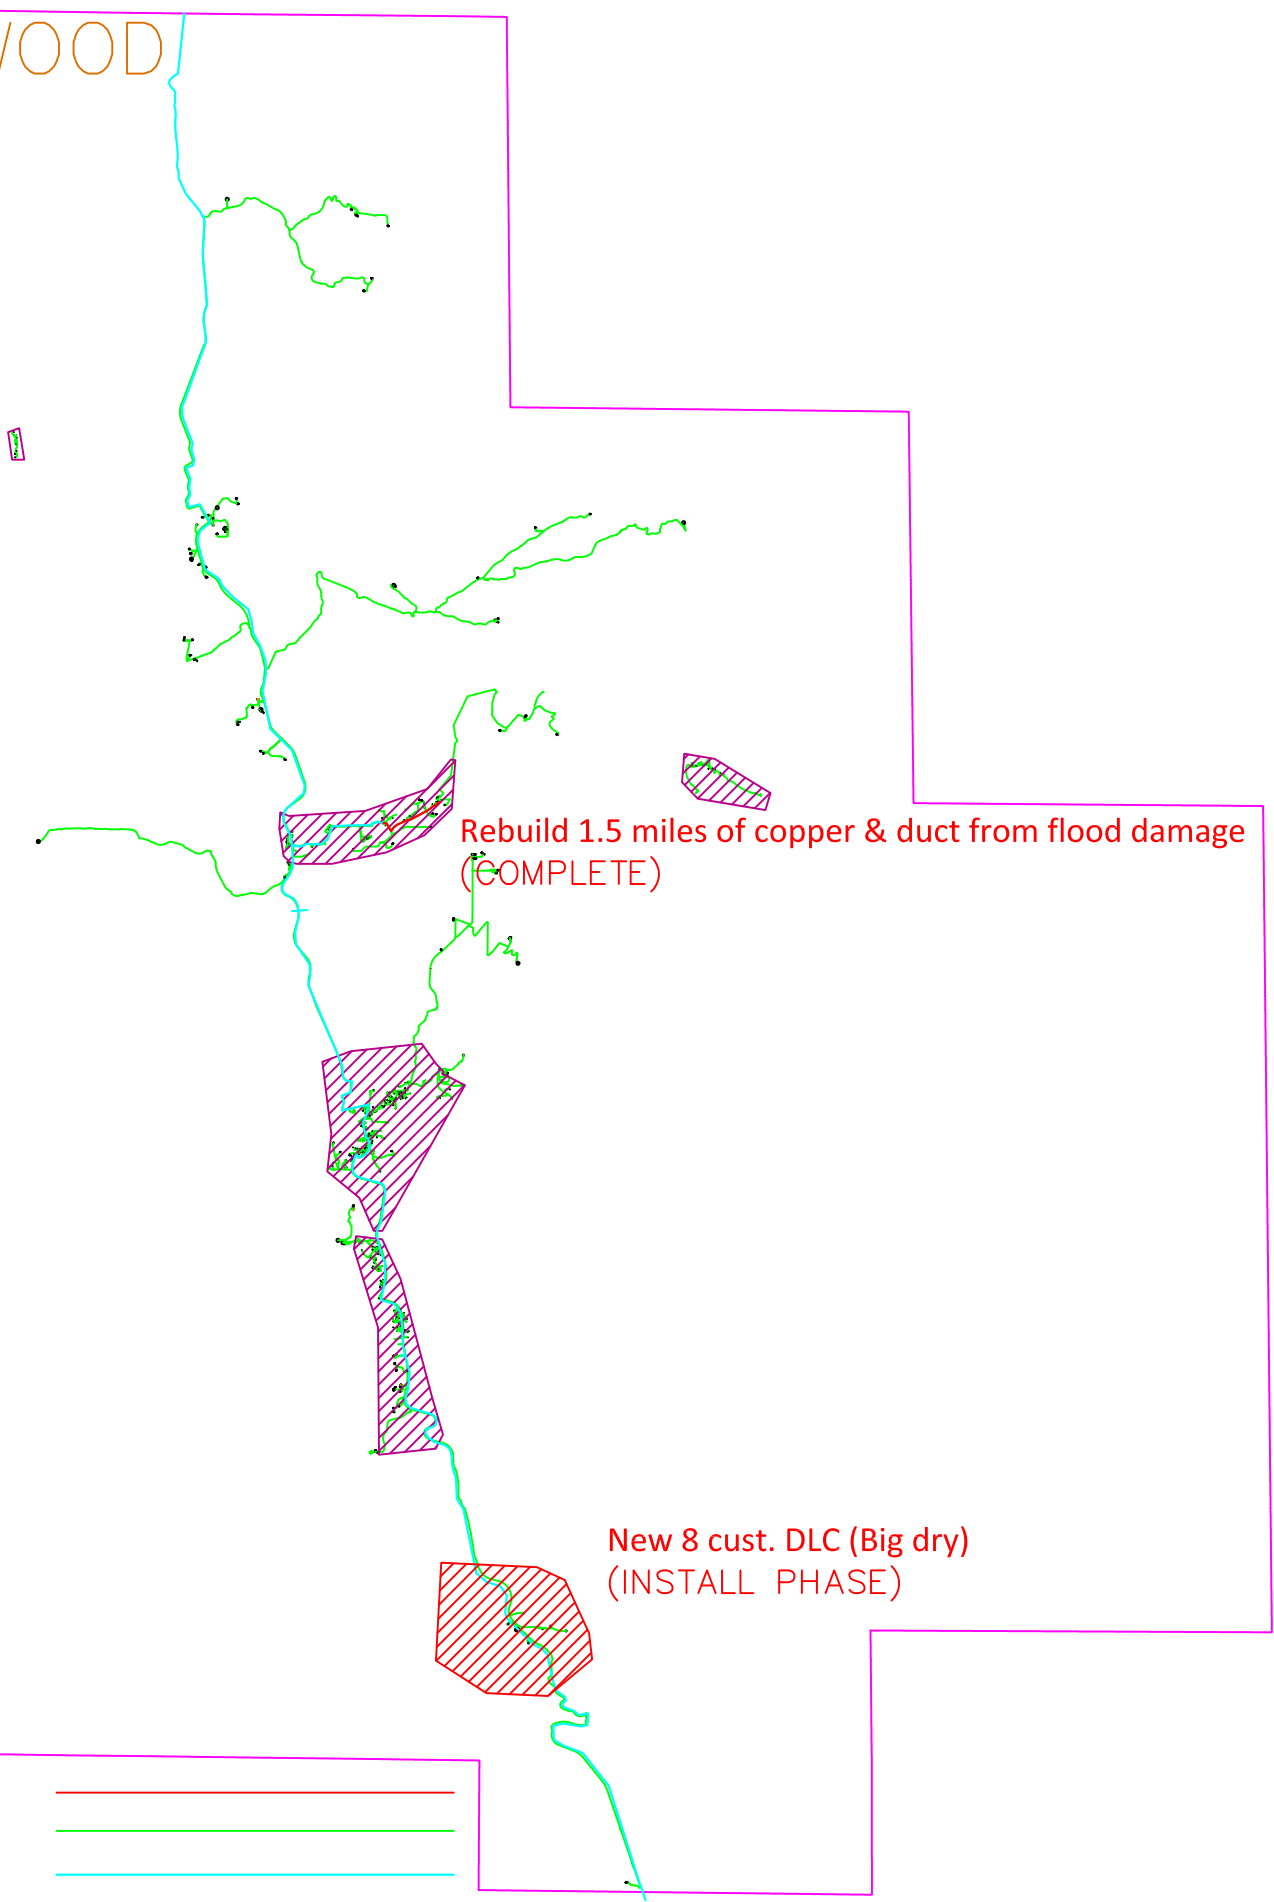 WOOD
Rebuild 1.5 miles of copper & duct from flood damage
(COMPLETE)
New 8 cust. DLC (Big dry)
(INSTALL PHASE)